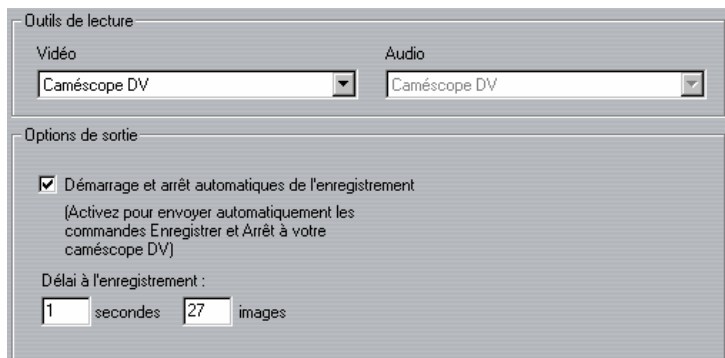 Outils de lecture
Vidéo Audio
Caméscope DV Caméscope DV
Options de sortie
Démarrage et arrêt automatiques de l'enregistrement
(Activez pour envoyer automatiquement les
commandes Enregistrer et Arrêt à votre
caméscope DV)
Délai à l'enregistrement :
1 secondes 27 images